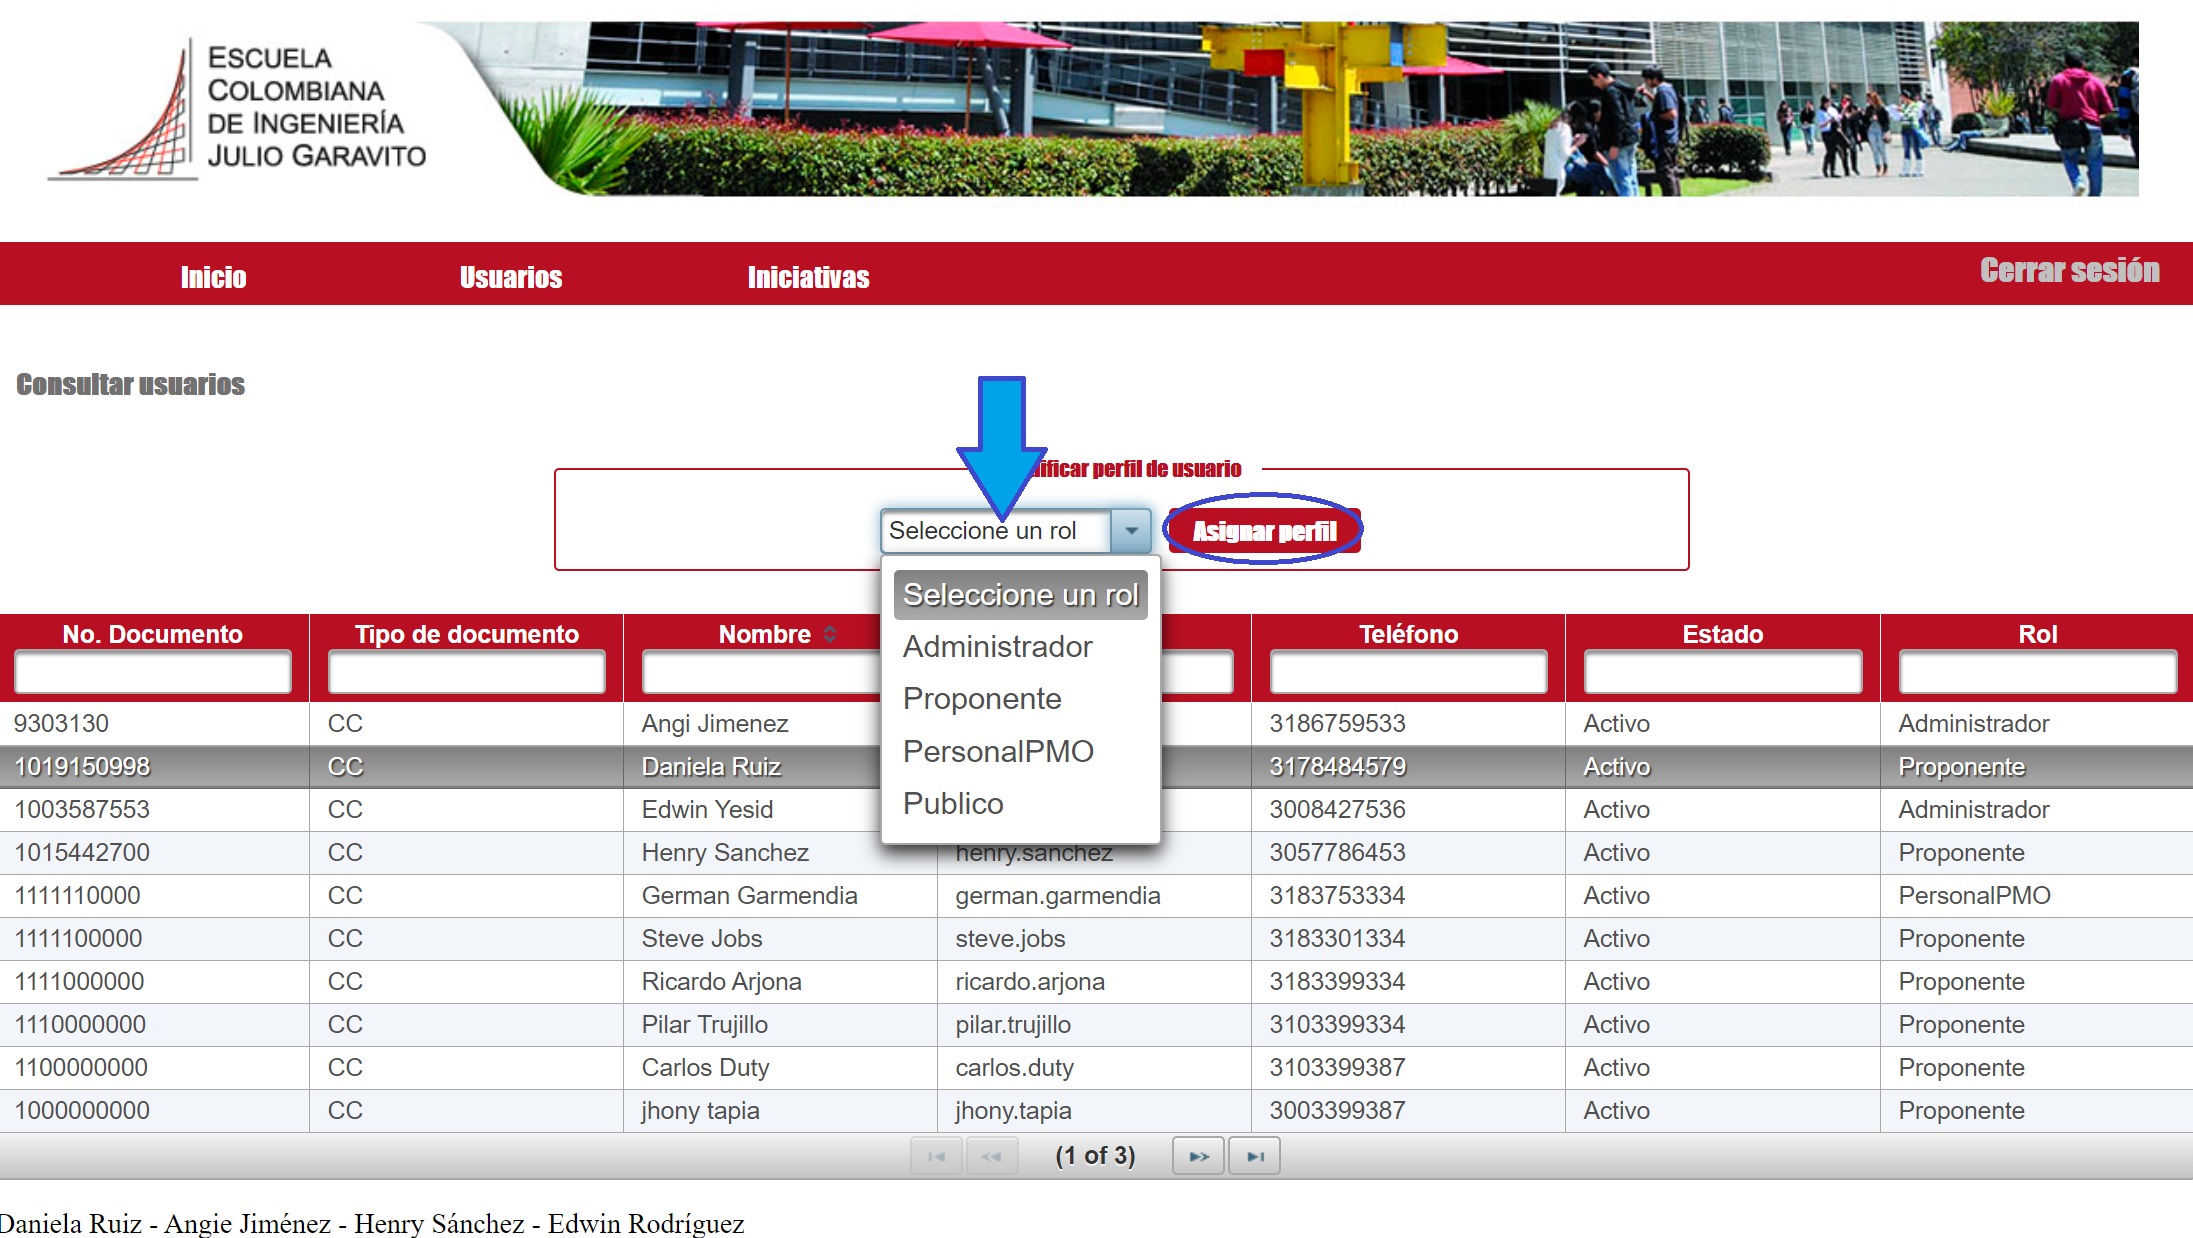 ESCUELA
COLOMBIANA
DE INGENIERÍA
JULIO GARAVITO
Inicio Usuarios Iniciativas Cerrar sesión
Consultar usuarios
perfil de usuario
Seleccione un rol Asignar perfil
Seleccione un rol
Administrador
Proponente
PersonalPMO
Publico
No. Documento Tipo de documento Nombre Teléfono Estado Rol
9303130 CC Angi Jimenez 3186759533 Activo Administrador
1019150998 CC Daniela Ruiz 3178484579 Activo Proponente
1003587553 CC Edwin Yesid 3008427536 Activo Administrador
1015442700 CC Henry Sanchez henry.sanchez 3057786453 Activo Proponente
1111110000 CC German Garmendia german.garmendia 3183753334 Activo PersonalPMO
1111100000 CC Steve Jobs steve.jobs 3183301334 Activo Proponente
1111000000 CC Ricardo Arjona ricardo.arjona 3183399334 Activo Proponente
1110000000 CC Pilar Trujillo pilar.trujillo 3103399334 Activo Proponente
1100000000 CC Carlos Duty carlos.duty 3103399387 Activo Proponente
1000000000 CC jhony tapia jhony.tapia 3003399387 Activo Proponente
(1 of 3)
Daniela Ruiz - Angie Jiménez - Henry Sánchez - Edwin Rodríguez